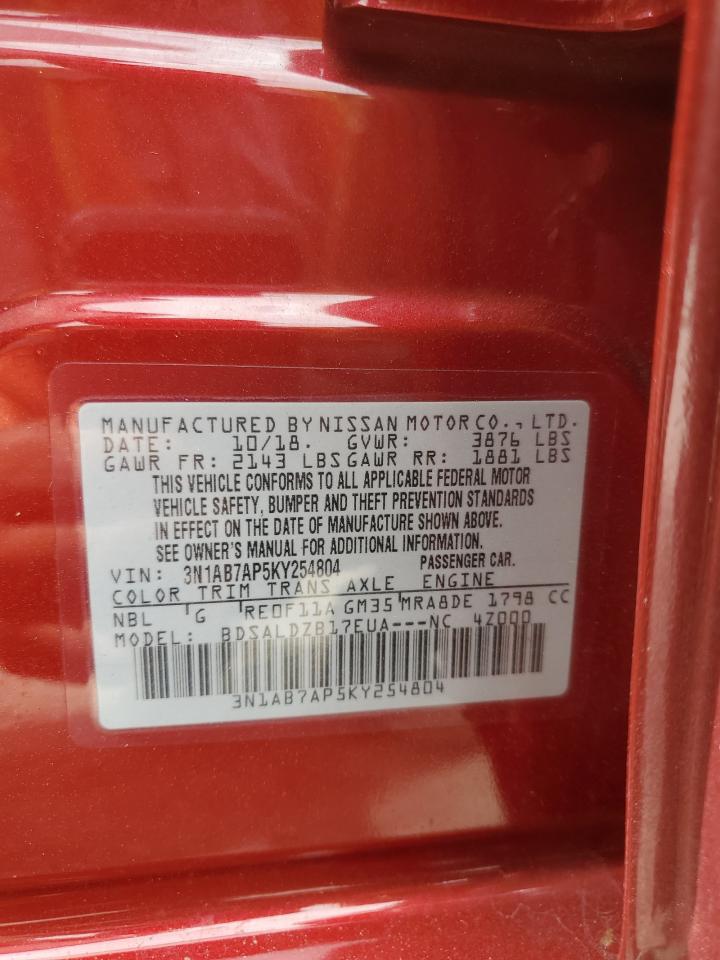 MANUFACTURED BY NISSAN MOTOR CO., LTD.
DATE: 10/18. GVWR: 3876 LBS
GAWR FR: 2143 LBS GAWR RR: 1881 LBS
THIS VEHICLE CONFORMS TO ALL APPLICABLE FEDERAL MOTOR
VEHICLE SAFETY, BUMPER AND THEFT PREVENTION STANDARDS
IN EFFECT ON THE DATE OF MANUFACTURE SHOWN ABOVE.
SEE OWNER'S MANUAL FOR ADDITIONAL INFORMATION.
VIN: 3N1AB7AP5KY254804 PASSENGER CAR.
COLOR TRIM TRANS AXLE ENGINE
NBL G RE0F11A GM35 MRA8DE 1798 CC
MODEL: BDSALDZB17EUA---NC 4Z000
3N1AB7AP5KY254804